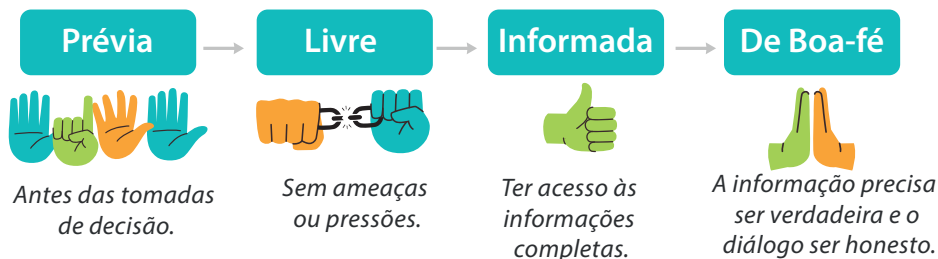 Prévia
Livre
Informada
De Boa-fé
Antes das tomadas
de decisão.
Sem ameaças
ou pressões.
Ter acesso às
informações
completas.
A informação precisa
ser verdadeira e o
diálogo ser honesto.